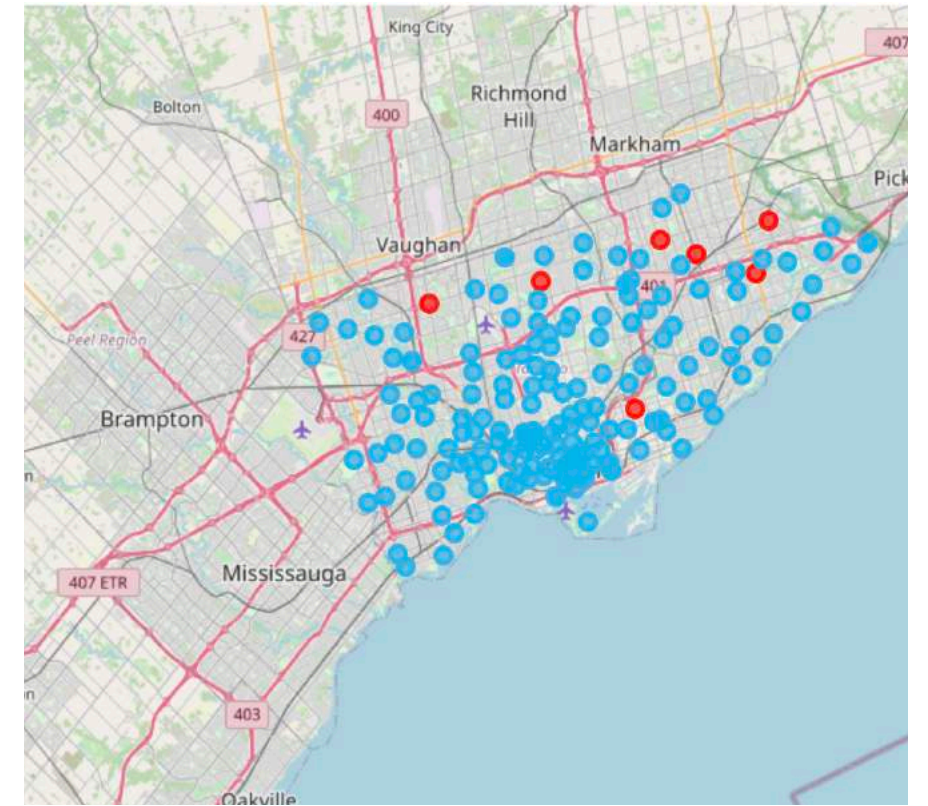 King City
407
Bolton
Richmond
Hill
400
Markham
Pick
Vaughan
401
427
Peel Region
Brampton
Mississauga
407 ETR
403
Oakville